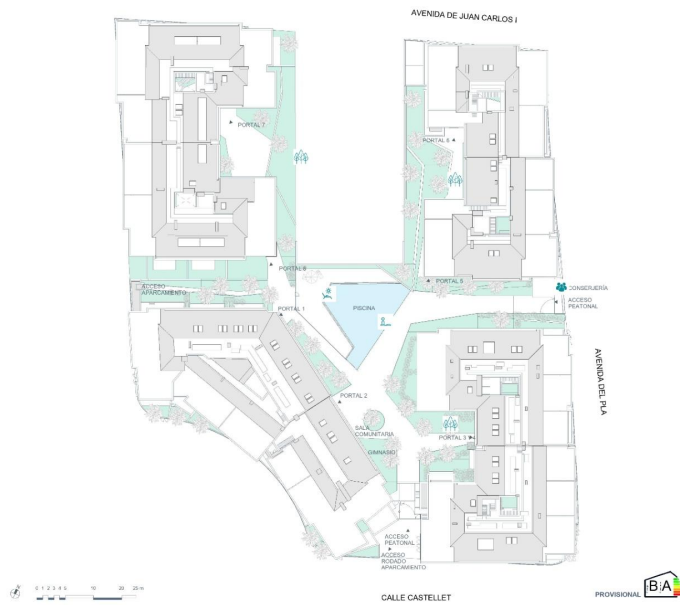 AVENIDA DE JUAN CARLOS I
PORTAL 7
PORTAL 6
PORTAL 5
ACCESO
APARCAMIENTO
PORTAL 1
PISCINA
CONSERJERÍA
ACCESO
PEATONAL
AVENIDA DEL PLA
PORTAL 2
SALA
COMUNITARIA
PORTAL 3
GIMNASIO
ACCESO
PEATONAL
ACCESO
RODADO
APARCAMIENTO
0 1 2 3 4 5 10 20 25 m
CALLE CASTELLET
PROVISIONAL
B A